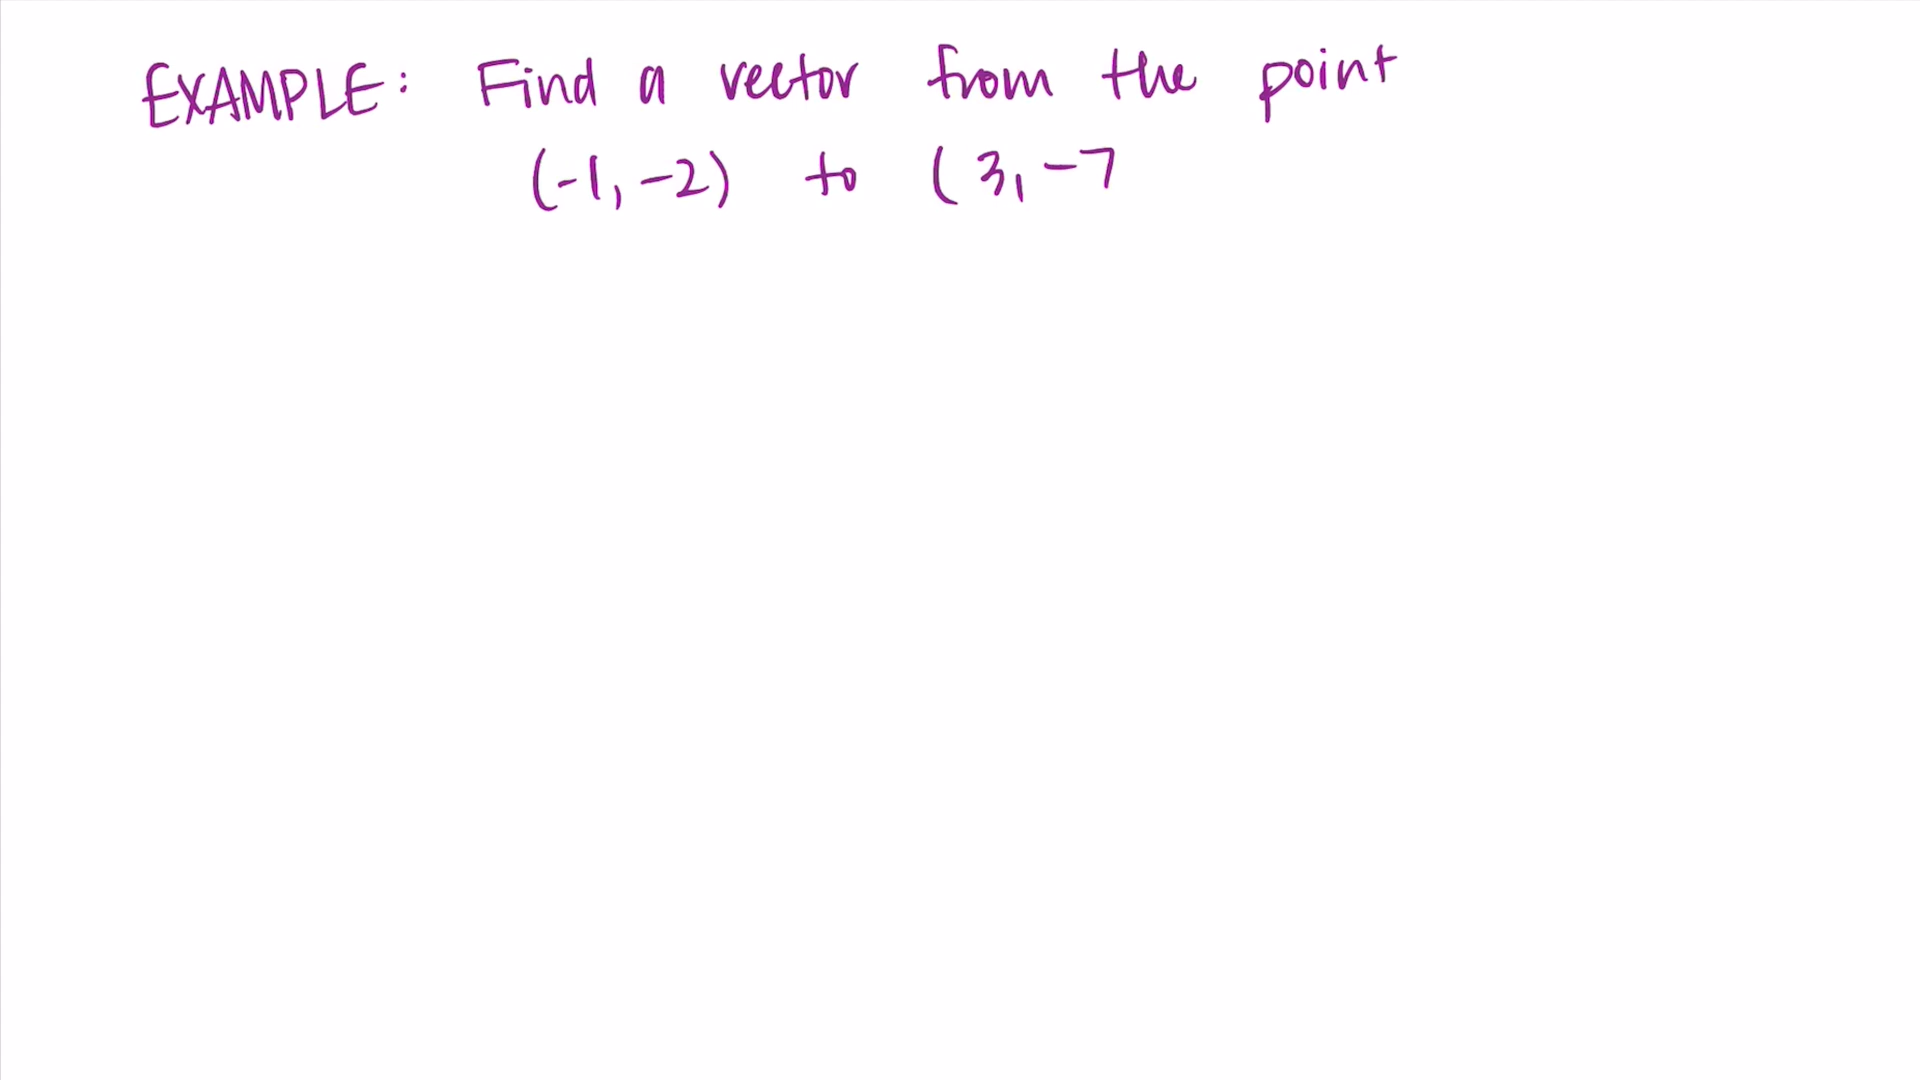 EXAMPLE: Find a vector from the point
(-1, -2) to (3, -7